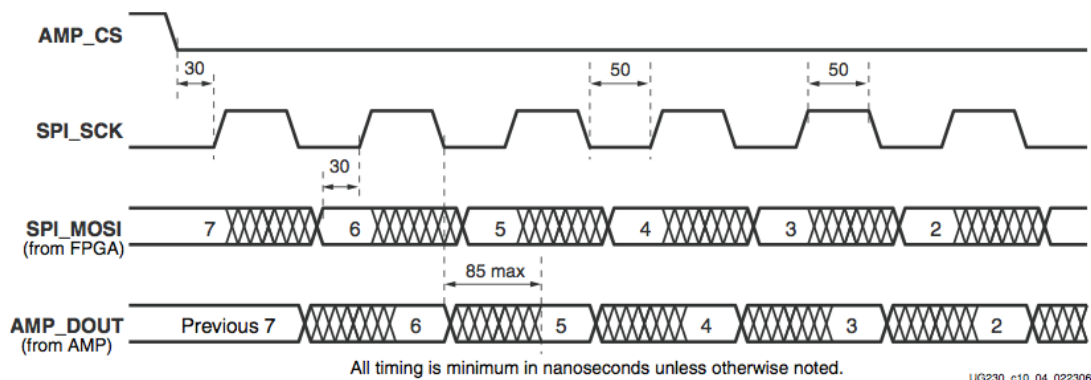 AMP_CS
30
50
50
SPI_SCK
30
SPI_MOSI
(from FPGA)
7 6 5 4 3 2
85 max
AMP_DOUT
(from AMP)
Previous 7 6 5 4 3 2
All timing is minimum in nanoseconds unless otherwise noted.
UG230_c10_04_022306